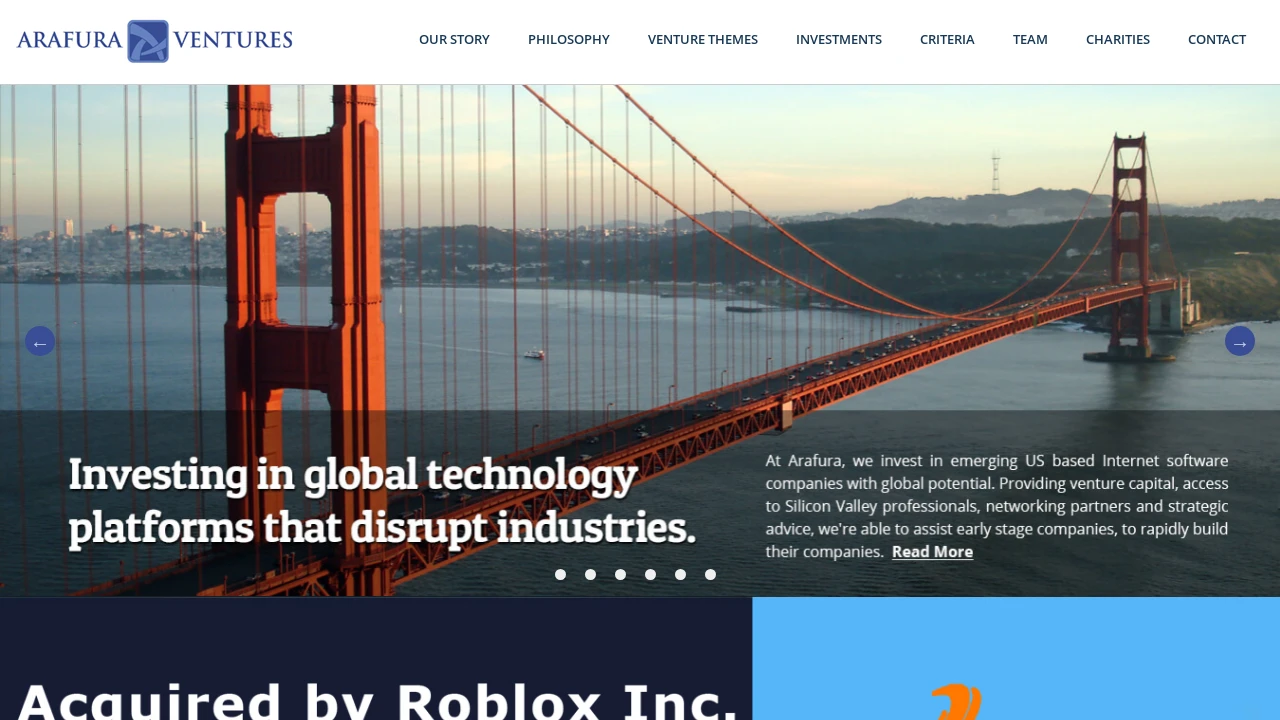 ARAFURA VENTURES
OUR STORY
PHILOSOPHY
VENTURE THEMES
INVESTMENTS
CRITERIA
TEAM
CHARITIES
CONTACT
←
→
Investing in global technology
platforms that disrupt industries.
At Arafura, we invest in emerging US based Internet software
companies with global potential. Providing venture capital, access
to Silicon Valley professionals, networking partners and strategic
advice, we're able to assist early stage companies, to rapidly build
their companies. Read More
Acquired by Roblox Inc.